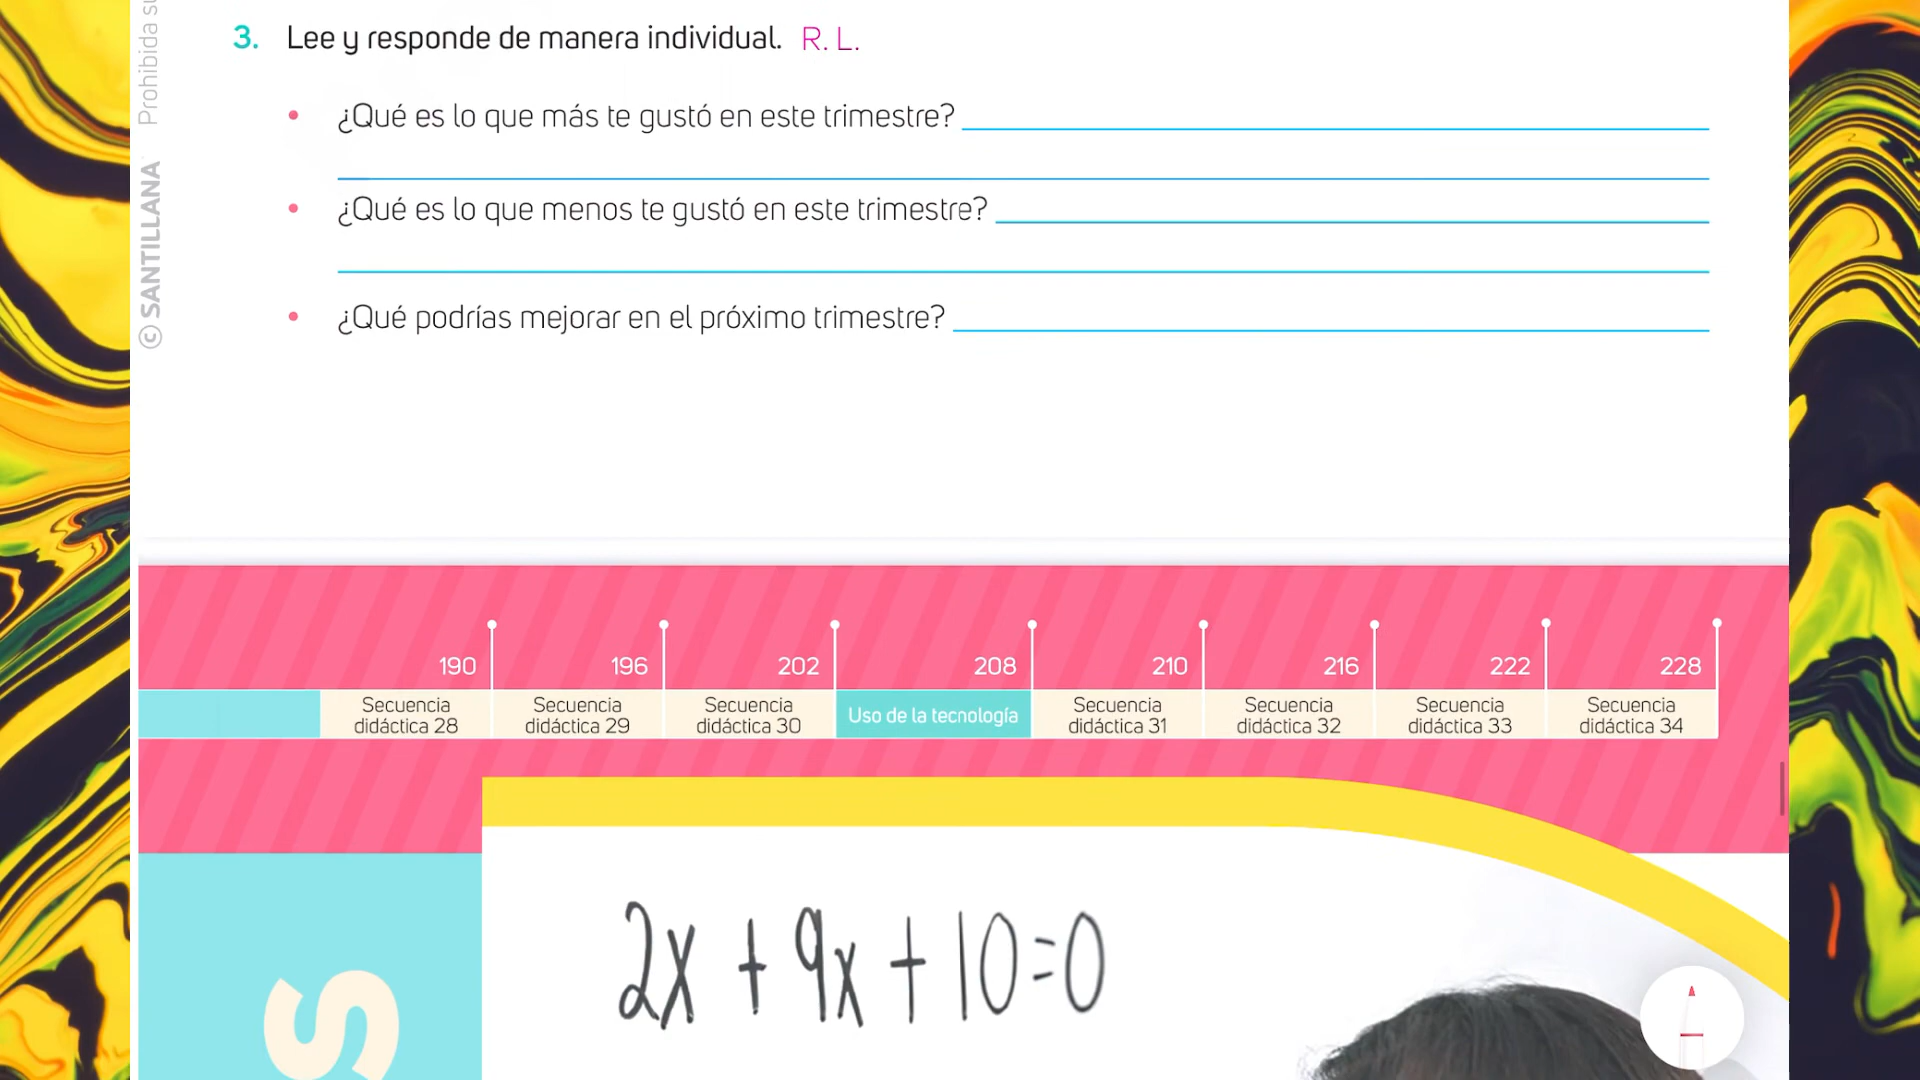 Prohibida su
© SANTILLANA
3. Lee y responde de manera individual. R. L.
• ¿Qué es lo que más te gustó en este trimestre?
• ¿Qué es lo que menos te gustó en este trimestre?
• ¿Qué podrías mejorar en el próximo trimestre?
190 196 202 208 210 216 222 228
Secuencia didáctica 28
Secuencia didáctica 29
Secuencia didáctica 30
Uso de la tecnología
Secuencia didáctica 31
Secuencia didáctica 32
Secuencia didáctica 33
Secuencia didáctica 34
2x + 9x + 10=0
S